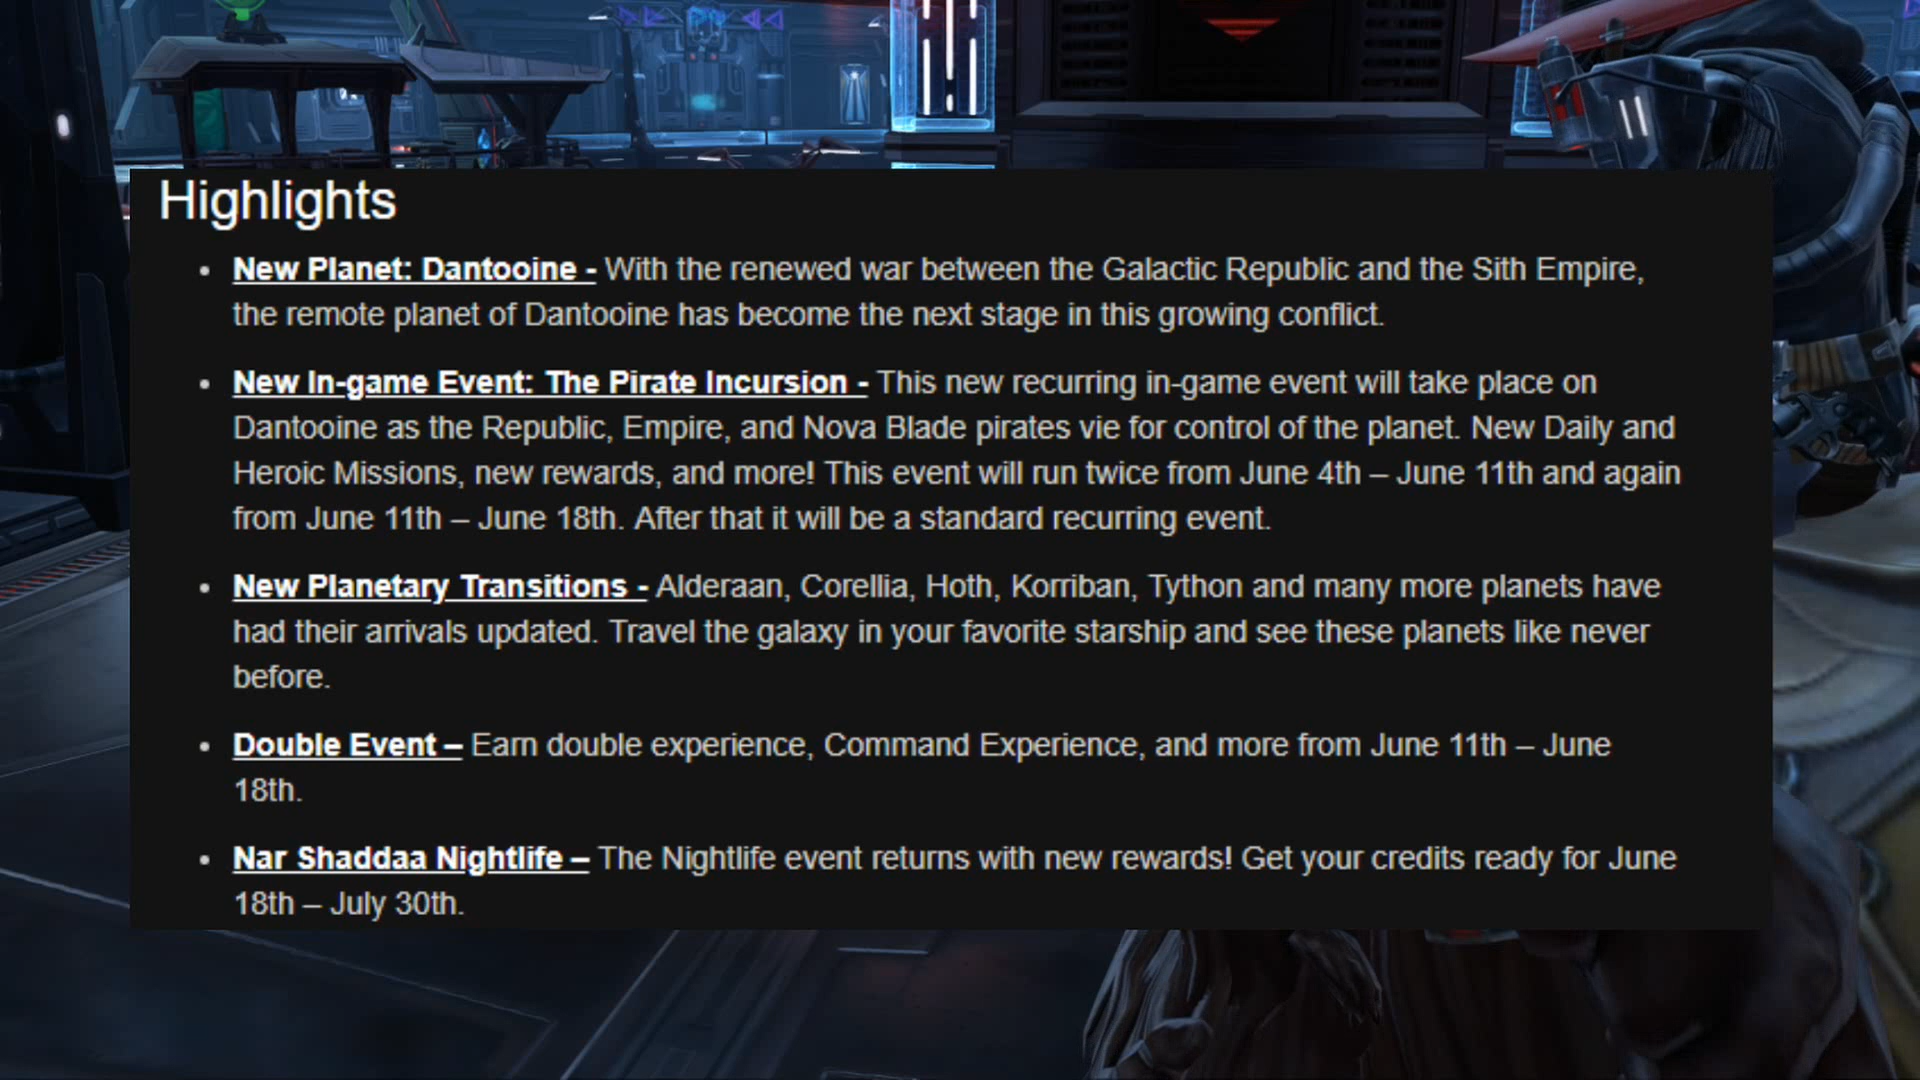 Highlights
• New Planet: Dantooine - With the renewed war between the Galactic Republic and the Sith Empire,
the remote planet of Dantooine has become the next stage in this growing conflict.
• New In-game Event: The Pirate Incursion - This new recurring in-game event will take place on
Dantooine as the Republic, Empire, and Nova Blade pirates vie for control of the planet. New Daily and
Heroic Missions, new rewards, and more! This event will run twice from June 4th – June 11th and again
from June 11th – June 18th. After that it will be a standard recurring event.
• New Planetary Transitions - Alderaan, Corellia, Hoth, Korriban, Tython and many more planets have
had their arrivals updated. Travel the galaxy in your favorite starship and see these planets like never
before.
• Double Event – Earn double experience, Command Experience, and more from June 11th – June
18th.
• Nar Shaddaa Nightlife – The Nightlife event returns with new rewards! Get your credits ready for June
18th – July 30th.